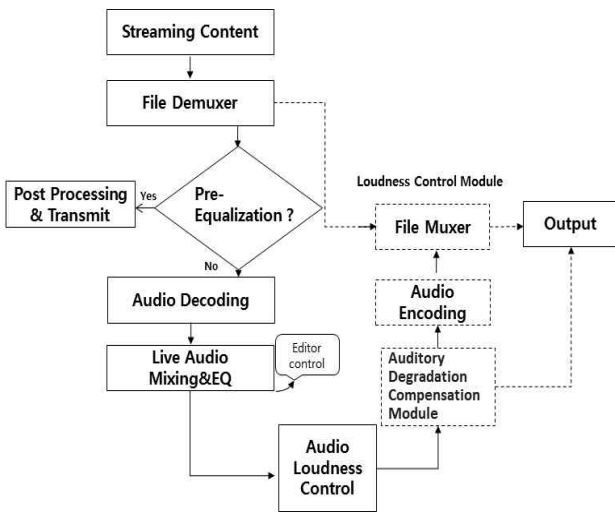 Streaming Content
File Demuxer
Post Processing
& Transmit
Yes
Pre-
Equalization ?
No
Loudness Control Module
File Muxer
Output
Audio Decoding
Audio
Encoding
Live Audio
Mixing&EQ
Editor
control
Auditory
Degradation
Compensation
Module
Audio
Loudness
Control